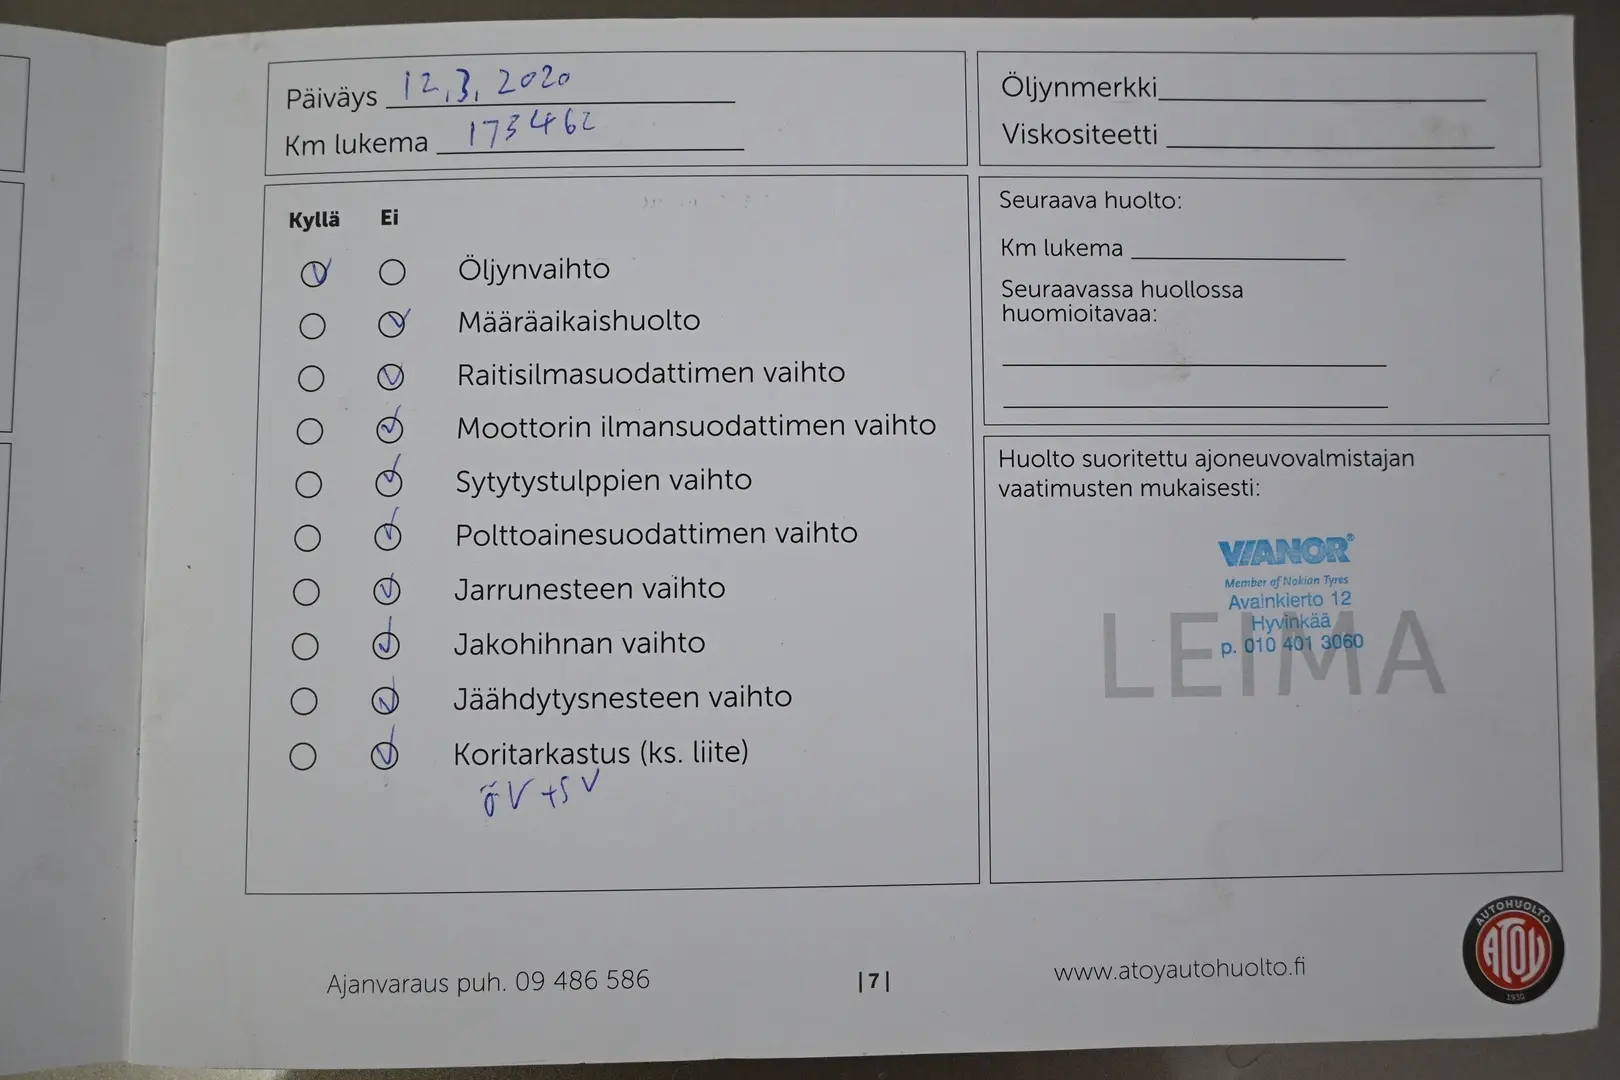 Päiväys 12.3. 2020
Km lukema 173462
Kyllä Ei
Öljynvaihto
Määräaikaishuolto
Raitisilmasuodattimen vaihto
Moottorin ilmansuodattimen vaihto
Sytytystulppien vaihto
Polttoainesuodattimen vaihto
Jarrunesteen vaihto
Jakohihnan vaihto
Jäähdytysnesteen vaihto
Koritarkastus (ks. liite)
ÖV+SV
Öljynmerkki
Viskositeetti
Seuraava huolto:
Km lukema
Seuraavassa huollossa
huomioitavaa:
Huolto suoritettu ajoneuvovalmistajan
vaatimusten mukaisesti:
VIANOR®
Member of Nokian Tyres
Avainkierto 12
Hyvinkää
p. 010 401 3060
LEIMA
Ajanvaraus puh. 09 486 586
|7|
www.atoyautohuolto.fi
AUTOHUOLTO
ATOY
1930